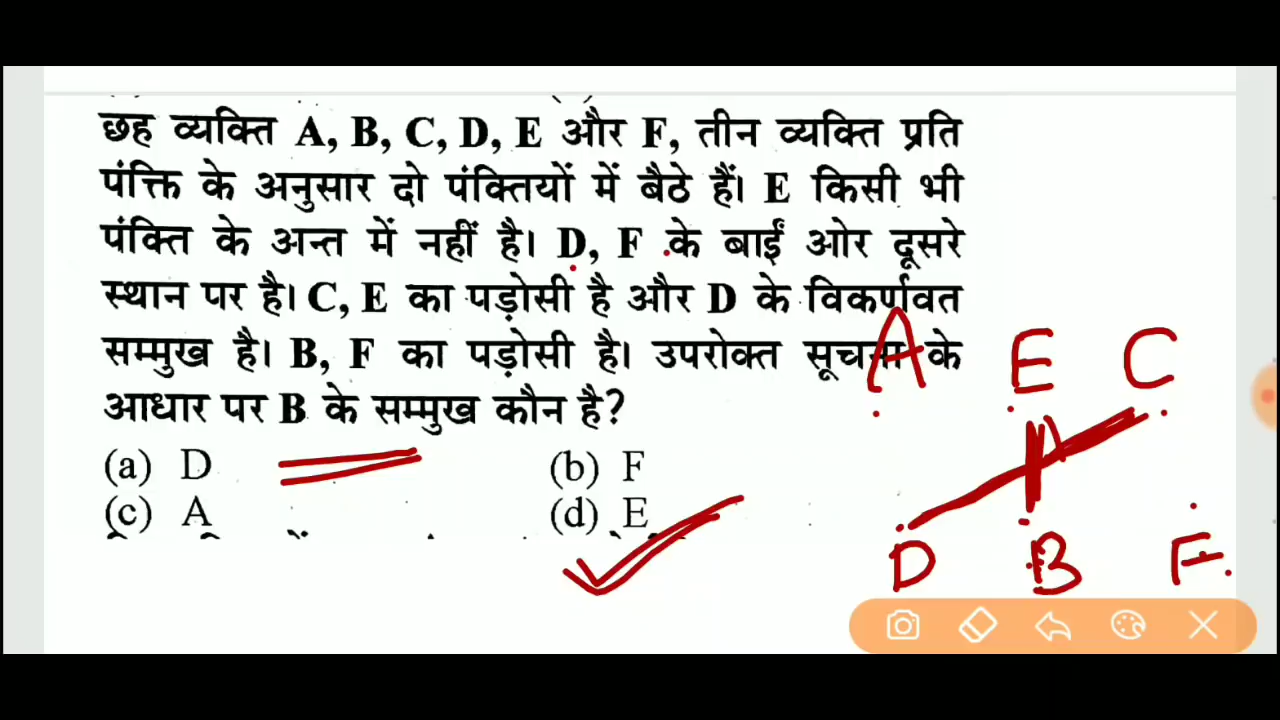 छह व्यक्ति A, B, C, D, E और F, तीन व्यक्ति प्रति
पंक्ति के अनुसार दो पंक्तियों में बैठे हैं। E किसी भी
पंक्ति के अन्त में नहीं है। D, F के बाईं ओर दूसरे
स्थान पर है। C, E का पड़ोसी है और D के विकर्णवत
सम्मुख है। B, F का पड़ोसी है। उपरोक्त सूचना के
आधार पर B के सम्मुख कौन है?
(a) D (b) F
(c) A (d) E
A E C
D B F